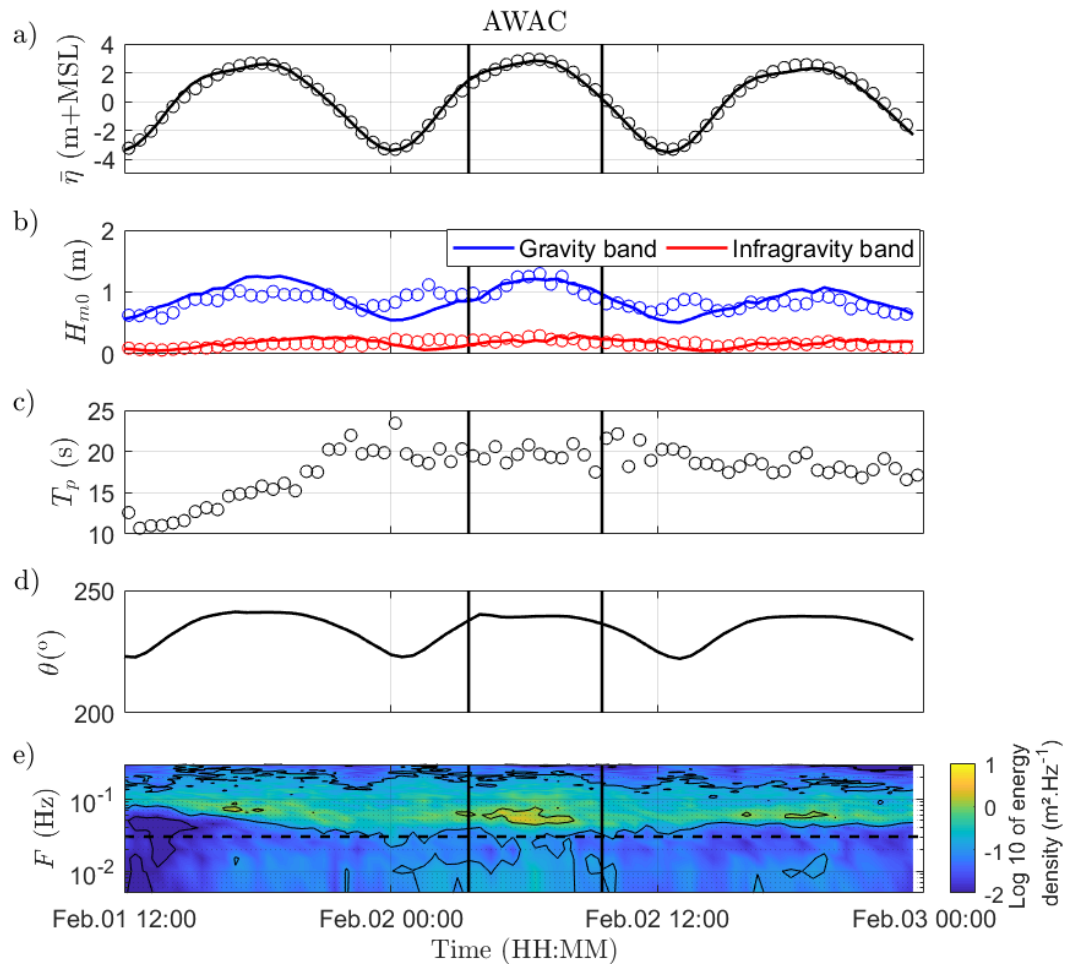 AWAC
a)
η̄ (m+MSL)
4
2
0
-2
-4
b)
H_{m0} (m)
2
1
0
Gravity band
Infragravity band
c)
T_p (s)
25
20
15
10
d)
θ(°)
250
200
e)
F (Hz)
10^{-1}
10^{-2}
1
0
-1
-2
Log 10 of energy
density (m².Hz^{-1})
Feb.01 12:00
Feb.02 00:00
Feb.02 12:00
Feb.03 00:00
Time (HH:MM)